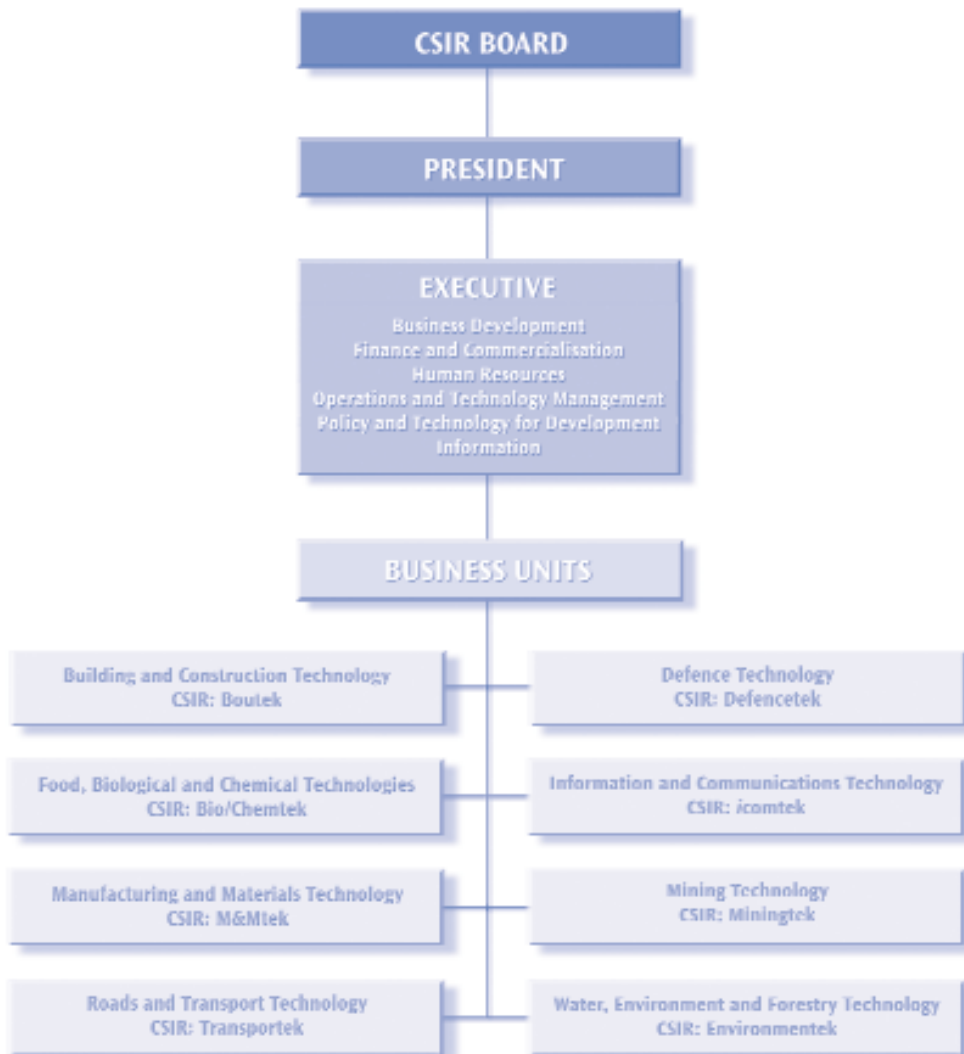 CSIR BOARD
PRESIDENT
EXECUTIVE
Business Development
Finance and Commercialisation
Human Resources
Operations and Technology Management
Policy and Technology for Development
Information
BUSINESS UNITS
Building and Construction Technology
CSIR: Boutek
Defence Technology
CSIR: Defencetek
Food, Biological and Chemical Technologies
CSIR: Bio/Chemtek
Information and Communications Technology
CSIR: icomtek
Manufacturing and Materials Technology
CSIR: M&Mtek
Mining Technology
CSIR: Miningtek
Roads and Transport Technology
CSIR: Transportek
Water, Environment and Forestry Technology
CSIR: Environmentek